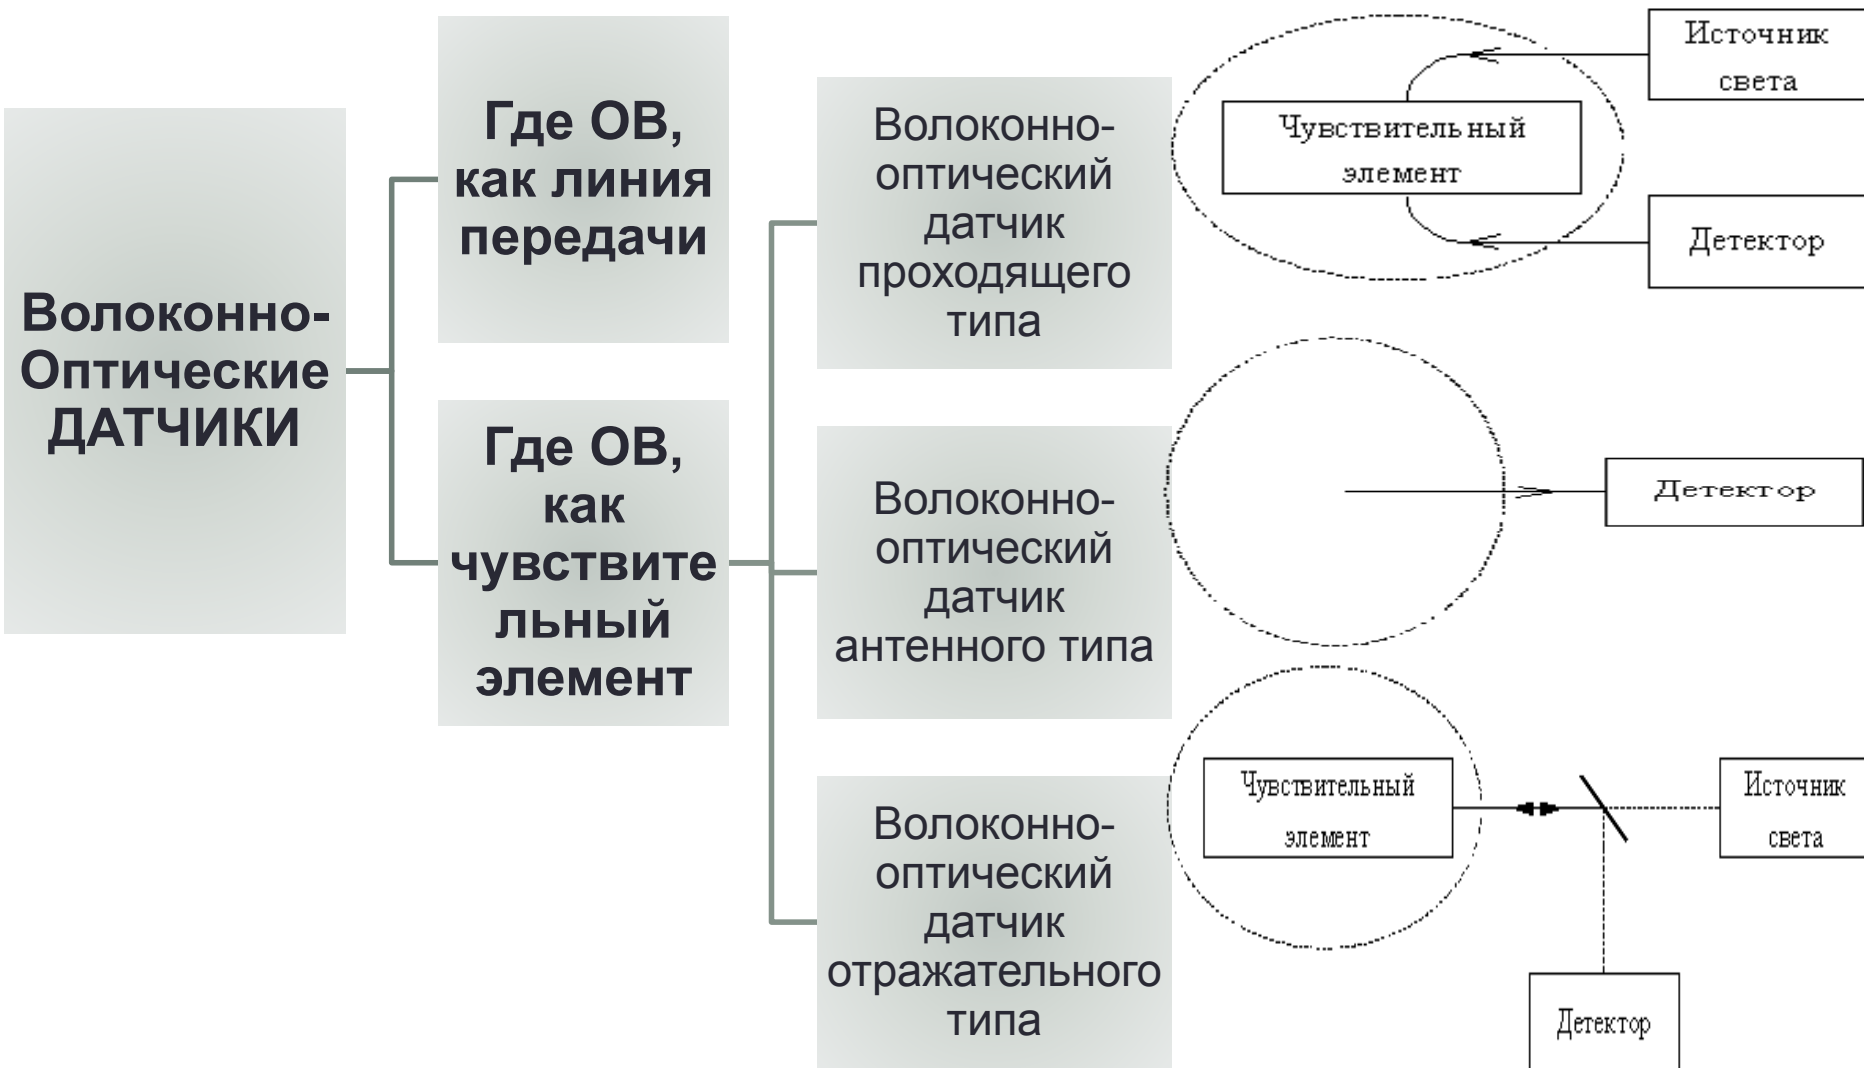 Волоконно-
Оптические
ДАТЧИКИ
Где ОВ,
как линия
передачи
Где ОВ,
как
чувствите
льный
элемент
Волоконно-
оптический
датчик
проходящего
типа
Волоконно-
оптический
датчик
антенного типа
Волоконно-
оптический
датчик
отражательного
типа
Источник
света
Чувствительный
элемент
Детектор
Детектор
Чувствительный
элемент
Источник
света
Детектор